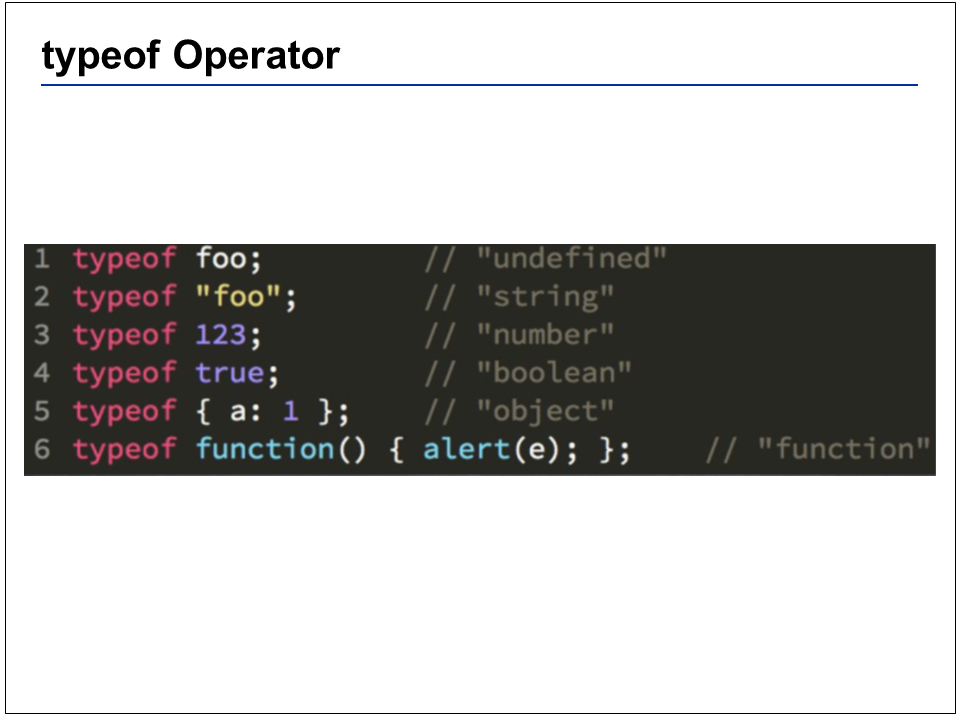 typeof Operator
1 typeof foo; // "undefined"
2 typeof "foo"; // "string"
3 typeof 123; // "number"
4 typeof true; // "boolean"
5 typeof { a: 1 }; // "object"
6 typeof function() { alert(e); }; // "function"